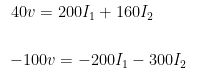 40v = 200I₁ + 160I₂
−100v = −200I₁ − 300I₂